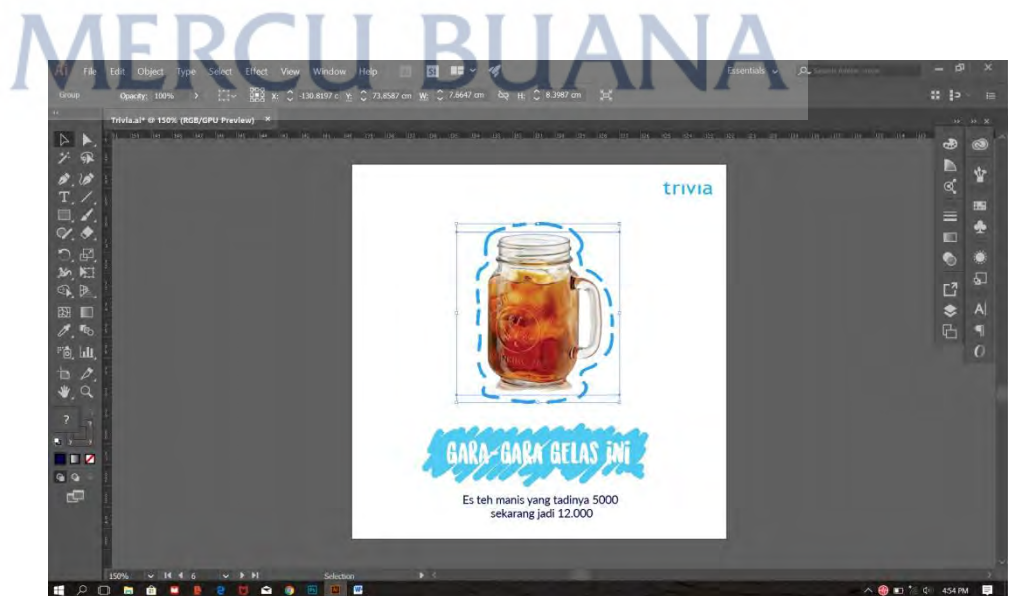 MERCU BUANA
Ai File Edit Object Type Select Effect View Window Help
Essentials
Group Opacity: 100% X: -130.8197 c Y: 73.8587 cm W: 7.6647 cm H: 8.3987 cm
Trivia.ai* @ 150% (RGB/GPU Preview) ×
trivia
GARA-GARA GELAS INI
Es teh manis yang tadinya 5000
sekarang jadi 12.000
150% 6 Selection
4:54 PM